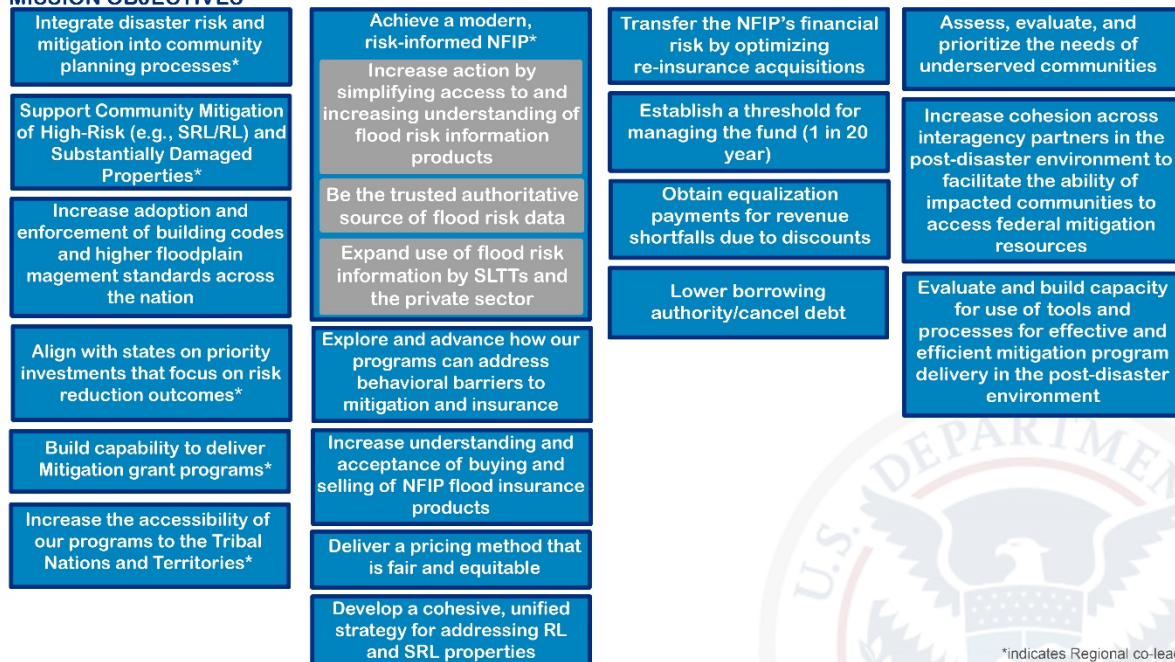 MISSION OBJECTIVES
Integrate disaster risk and
mitigation into community
planning processes*
Support Community Mitigation
of High-Risk (e.g., SRL/RL) and
Substantially Damaged
Properties*
Increase adoption and
enforcement of building codes
and higher floodplain
magement standards across
the nation
Align with states on priority
investments that focus on risk
reduction outcomes*
Build capability to deliver
Mitigation grant programs*
Increase the accessibility of
our programs to the Tribal
Nations and Territories*
Achieve a modern,
risk-informed NFIP*
Increase action by
simplifying access to and
increasing understanding of
flood risk information
products
Be the trusted authoritative
source of flood risk data
Expand use of flood risk
information by SLTTs and
the private sector
Explore and advance how our
programs can address
behavioral barriers to
mitigation and insurance
Increase understanding and
acceptance of buying and
selling of NFIP flood insurance
products
Deliver a pricing method that
is fair and equitable
Develop a cohesive, unified
strategy for addressing RL
and SRL properties
Transfer the NFIP's financial
risk by optimizing
re-insurance acquisitions
Establish a threshold for
managing the fund (1 in 20
year)
Obtain equalization
payments for revenue
shortfalls due to discounts
Lower borrowing
authority/cancel debt
Assess, evaluate, and
prioritize the needs of
underserved communities
Increase cohesion across
interagency partners in the
post-disaster environment to
facilitate the ability of
impacted communities to
access federal mitigation
resources
Evaluate and build capacity
for use of tools and
processes for effective and
efficient mitigation program
delivery in the post-disaster
environment
U.S. DEPARTMEN
*indicates Regional co-lead